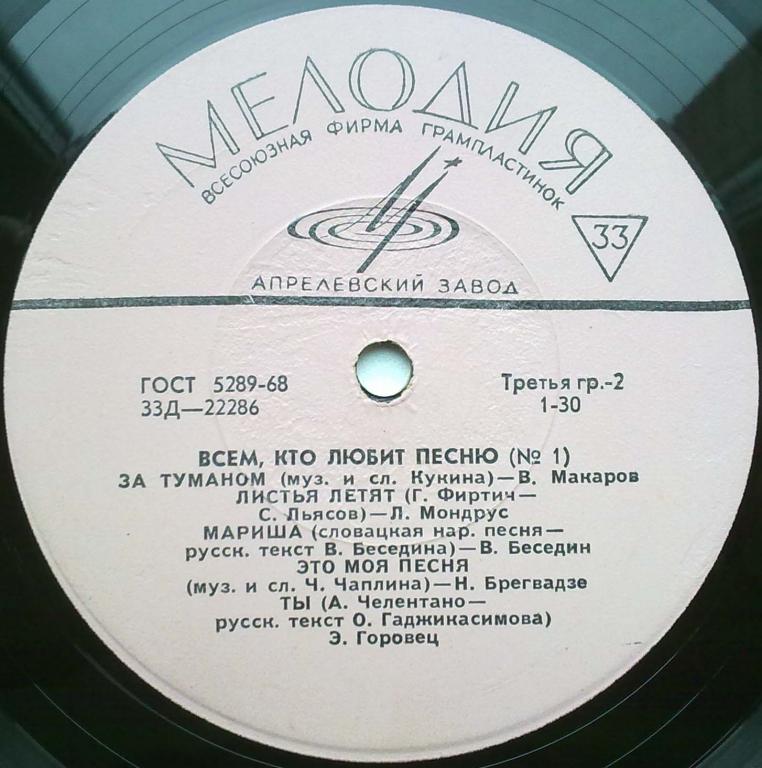 МЕЛОДИЯ
ВСЕСОЮЗНАЯ ФИРМА ГРАМПЛАСТИНОК
33
АПРЕЛЕВСКИЙ ЗАВОД
ГОСТ 5289-68
Третья гр.-2
33Д—22286
1-30
ВСЕМ, КТО ЛЮБИТ ПЕСНЮ (№ 1)
ЗА ТУМАНОМ (муз. и сл. Кукина)—В. Макаров
ЛИСТЬЯ ЛЕТЯТ (Г. Фиртич—
С. Льясов)—Л. Мондрус
МАРИША (словацкая нар. песня—
русск. текст В. Беседина)—В. Беседин
ЭТО МОЯ ПЕСНЯ
(муз. и сл. Ч. Чаплина)—Н. Брегвадзе
ТЫ (А. Челентано—
русск. текст О. Гаджикасимова)
Э. Горовец